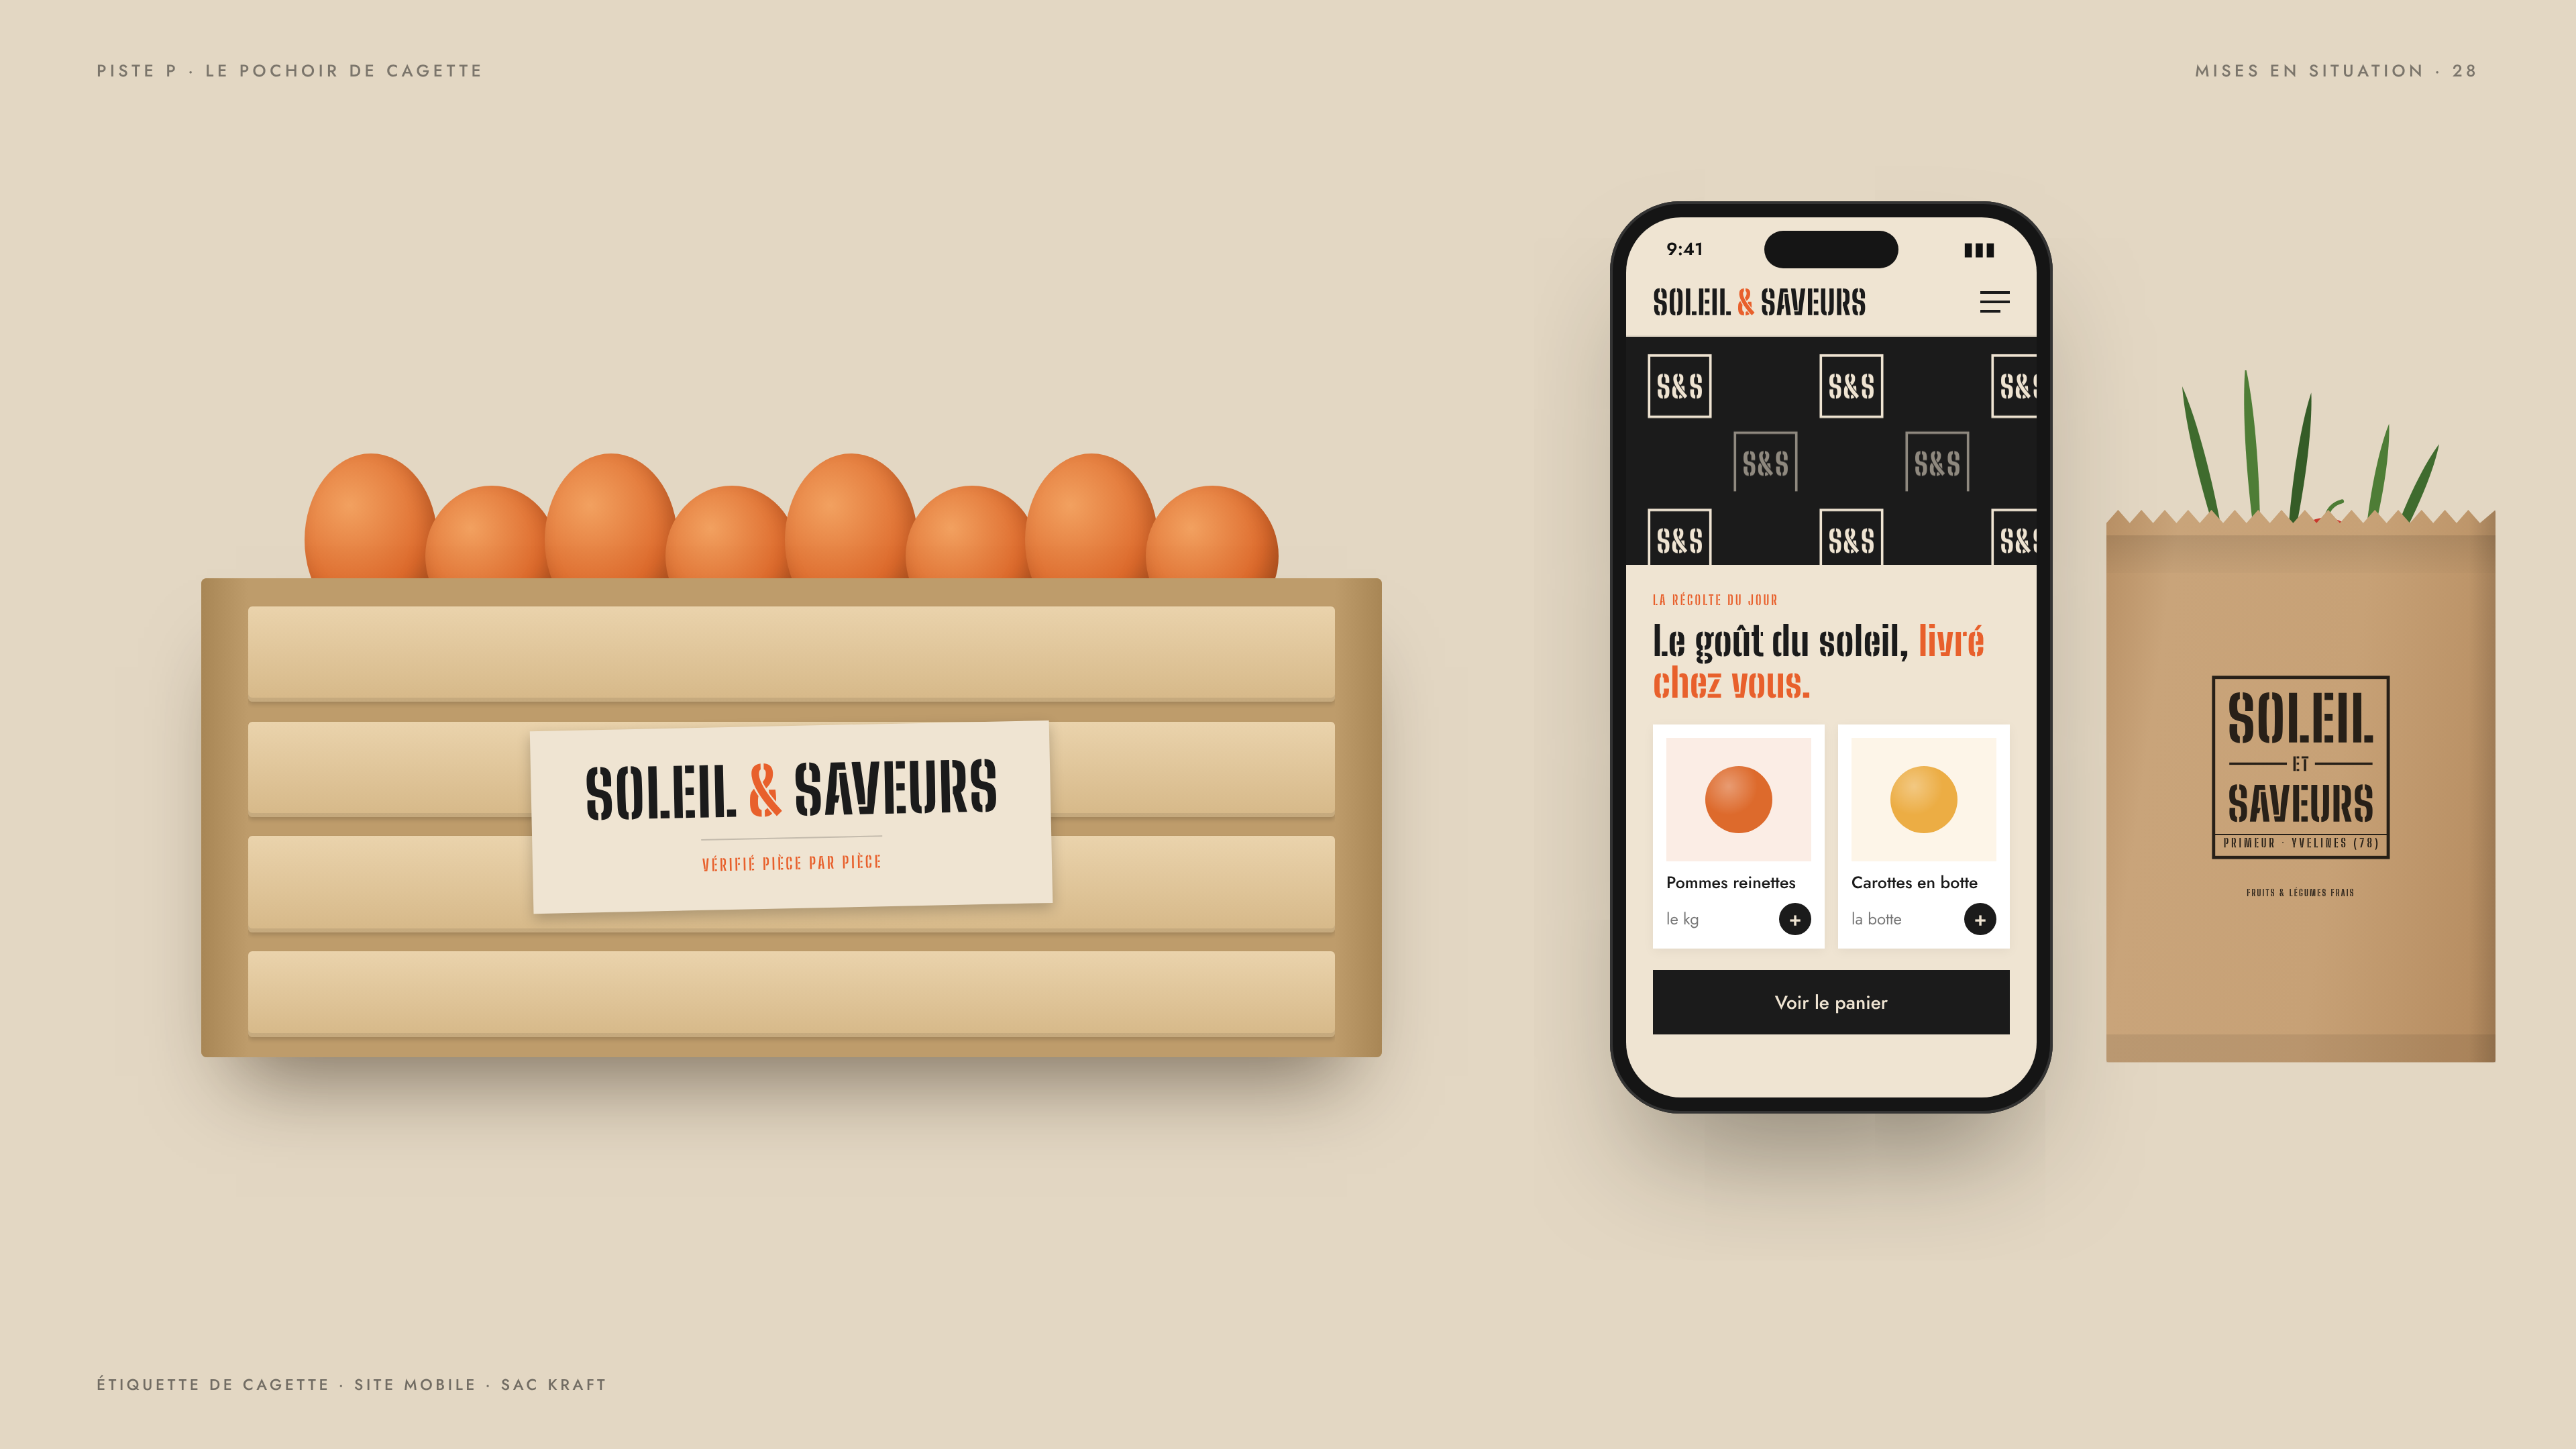 PISTE P · LE POCHOIR DE CAGETTE
MISES EN SITUATION · 28
SOLEIL & SAVEURS
VÉRIFIÉ PIÈCE PAR PIÈCE
9:41
SOLEIL & SAVEURS
S&S
S&S
S&S
S&S
S&S
S&S
S&S
S&S
LA RÉCOLTE DU JOUR
Le goût du soleil, livré
chez vous.
Pommes reinettes
Carottes en botte
le kg
+
la botte
+
Voir le panier
SOLEIL
ET
SAVEURS
PRIMEUR · YVELINES (78)
FRUITS & LÉGUMES FRAIS
ÉTIQUETTE DE CAGETTE · SITE MOBILE · SAC KRAFT